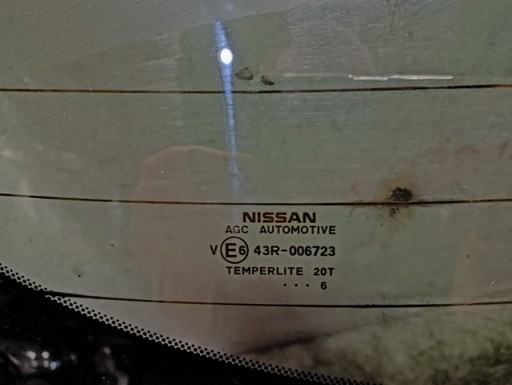 NISSAN
AGC AUTOMOTIVE
V E6 43R-006723
TEMPERLITE 20T
... 6